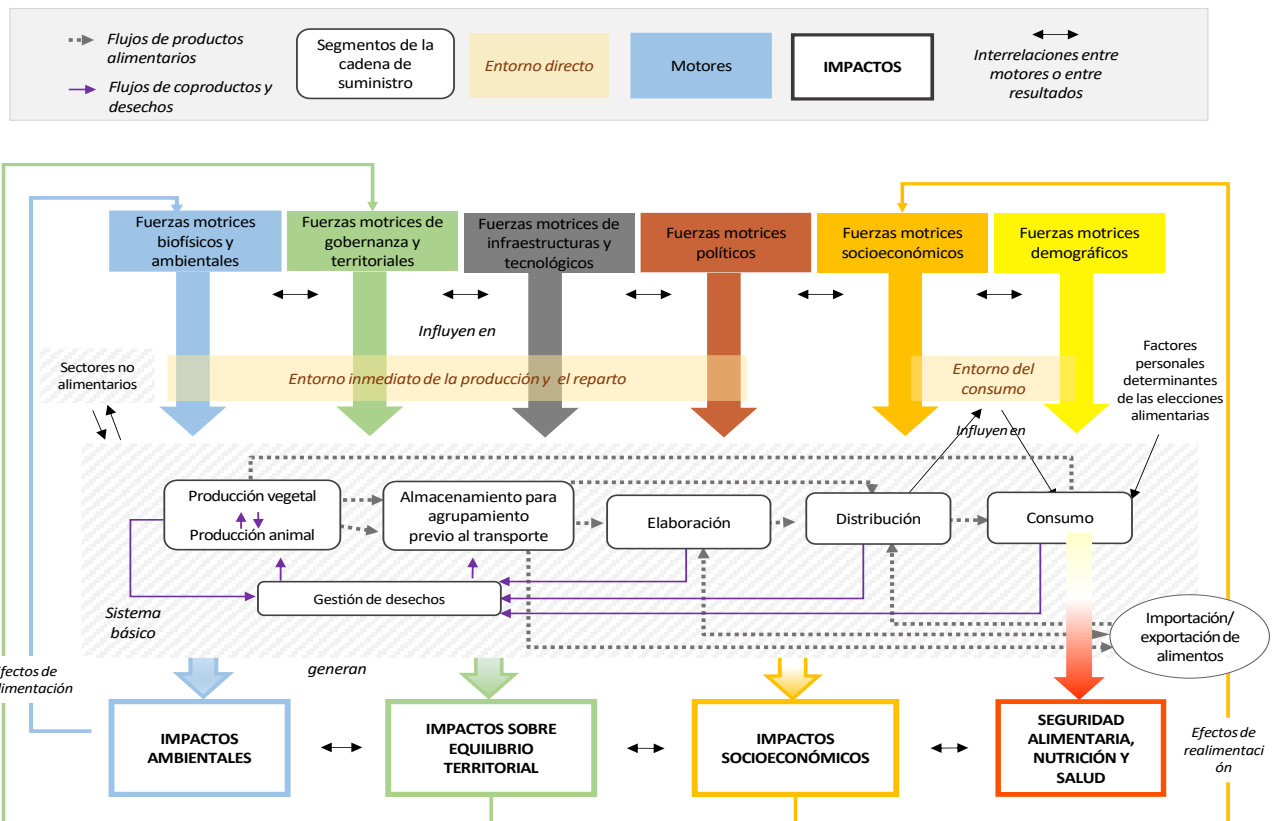 Flujos de productos
alimentarios
Flujos de coproductos y
desechos
Segmentos de la
cadena de
suministro
Entorno directo
Motores
IMPACTOS
Interrelaciones entre
motores o entre
resultados
Fuerzas motrices
biofísicos y
ambientales
Fuerzas motrices de
gobernanza y
territoriales
Fuerzas motrices de
infraestructuras y
tecnológicos
Fuerzas motrices
políticos
Fuerzas motrices
socioeconómicos
Fuerzas motrices
demográficos
Influyen en
Sectores no
alimentarios
Entorno inmediato de la producción y el reparto
Entorno del
consumo
Factores
personales
determinantes
de las elecciones
alimentarias
Influyen en
Producción vegetal
Producción animal
Almacenamiento para
agrupamiento
previo al transporte
Elaboración
Distribución
Consumo
Gestión de desechos
Sistema
básico
Importación/
exportación de
alimentos
generan
fectos de
limentación
IMPACTOS
AMBIENTALES
IMPACTOS SOBRE
EQUILIBRIO
TERRITORIAL
IMPACTOS
SOCIOECONÓMICOS
SEGURIDAD
ALIMENTARIA,
NUTRICIÓN Y
SALUD
Efectos de
realimentaci
ón